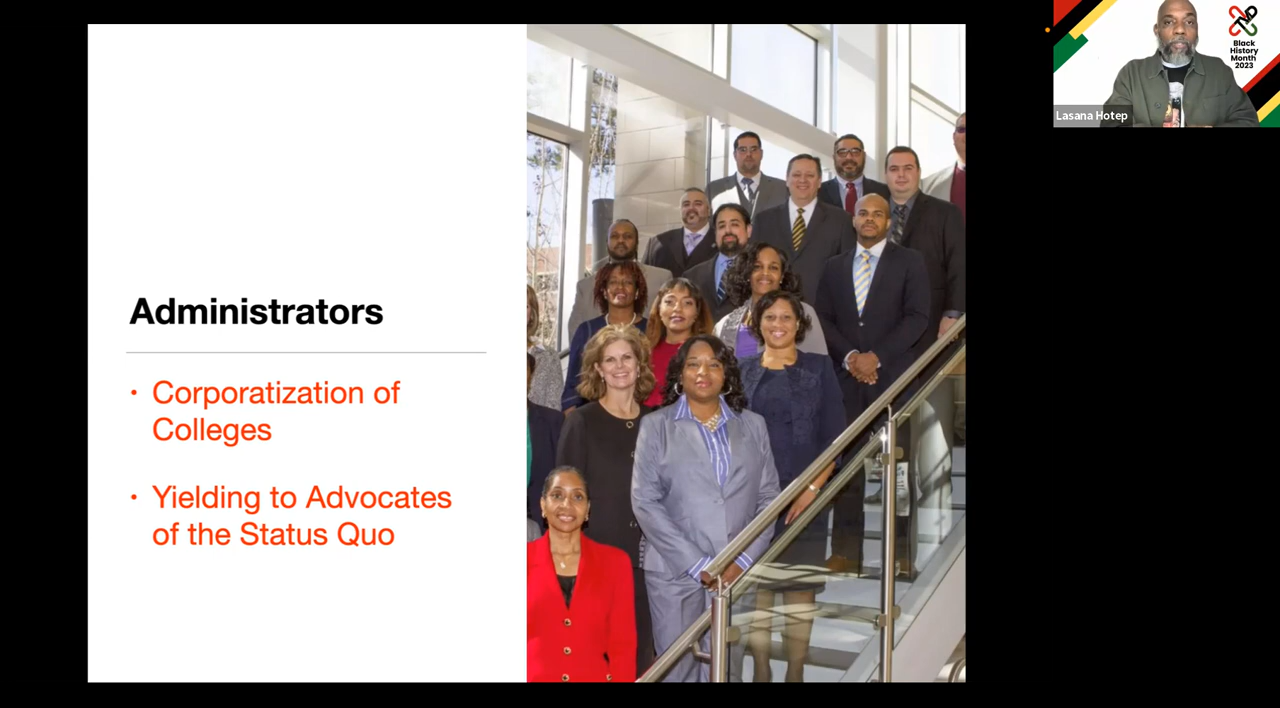 Administrators
• Corporatization of
Colleges
• Yielding to Advocates
of the Status Quo
Black
History
Month
2023
Lasana Hotep